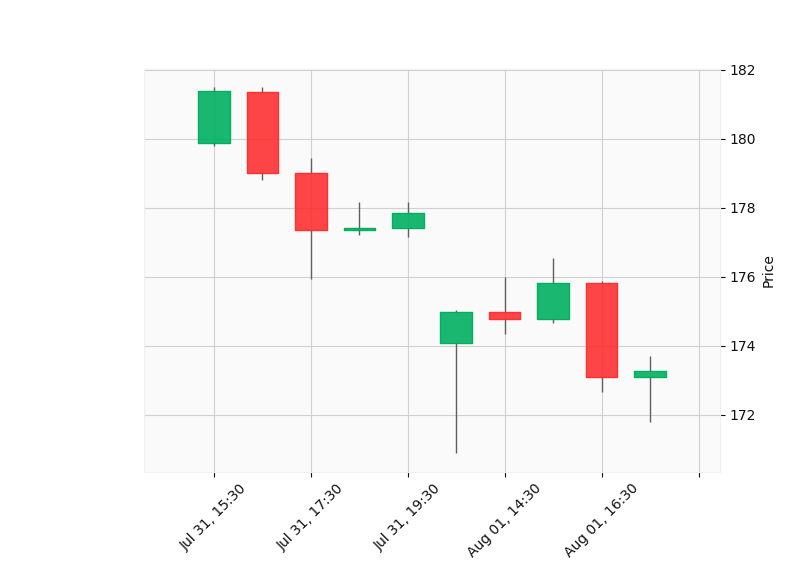 182
180
178
176
174
172
Price
Jul 31, 15:30
Jul 31, 17:30
Jul 31, 19:30
Aug 01, 14:30
Aug 01, 16:30